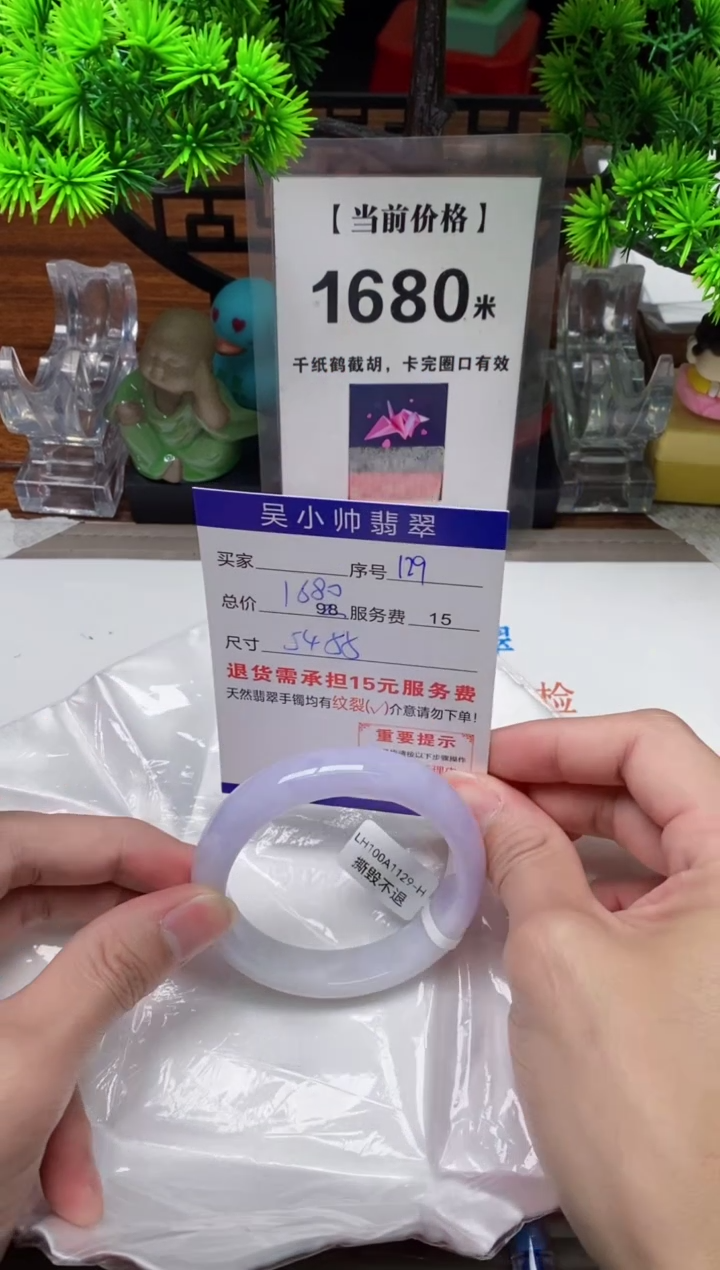 【当前价格】
1680米
千纸鹤截胡，卡完圈口有效
吴小帅翡翠
买家 序号 129
1680
总价 98 服务费 15
尺寸
退货需承担15元服务费
天然翡翠手镯均有纹裂(✓)介意请勿下单！
重要提示
LH100A1129-H
撕毁不退
检